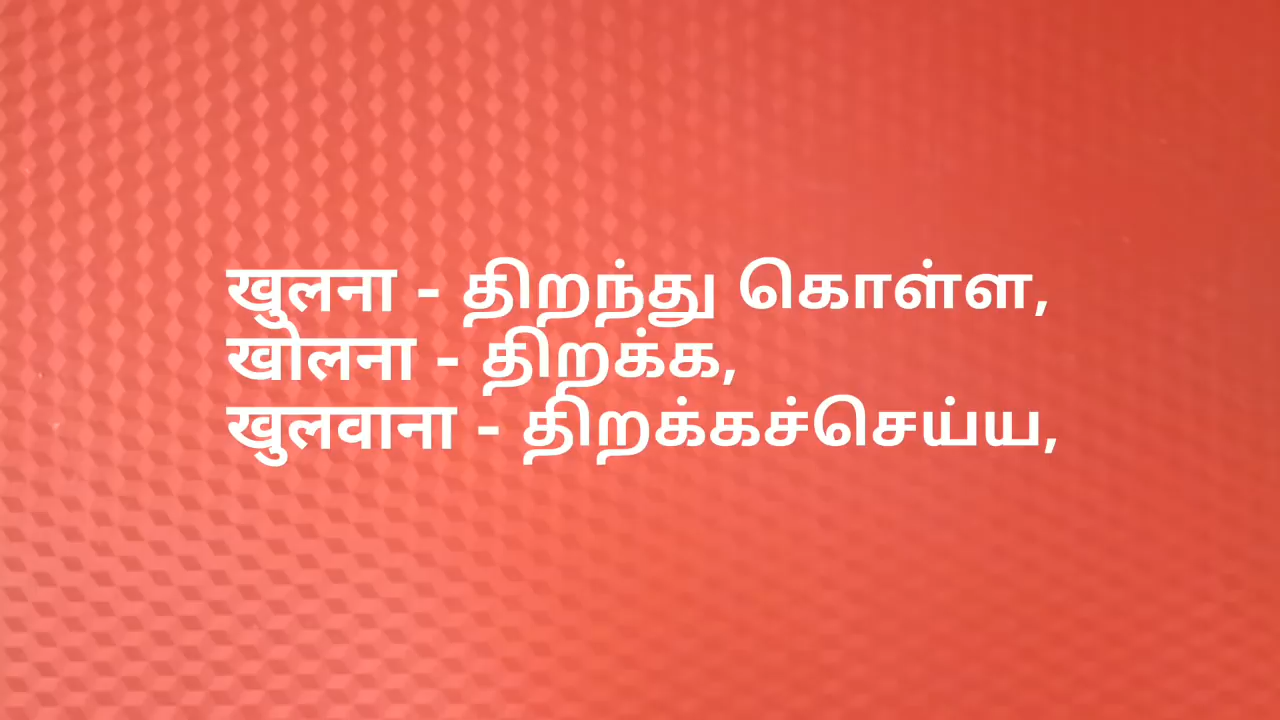 खुलना - திறந்து கொள்ள,
खोलना - திறக்க,
खुलवाना - திறக்கச்செய்ய,